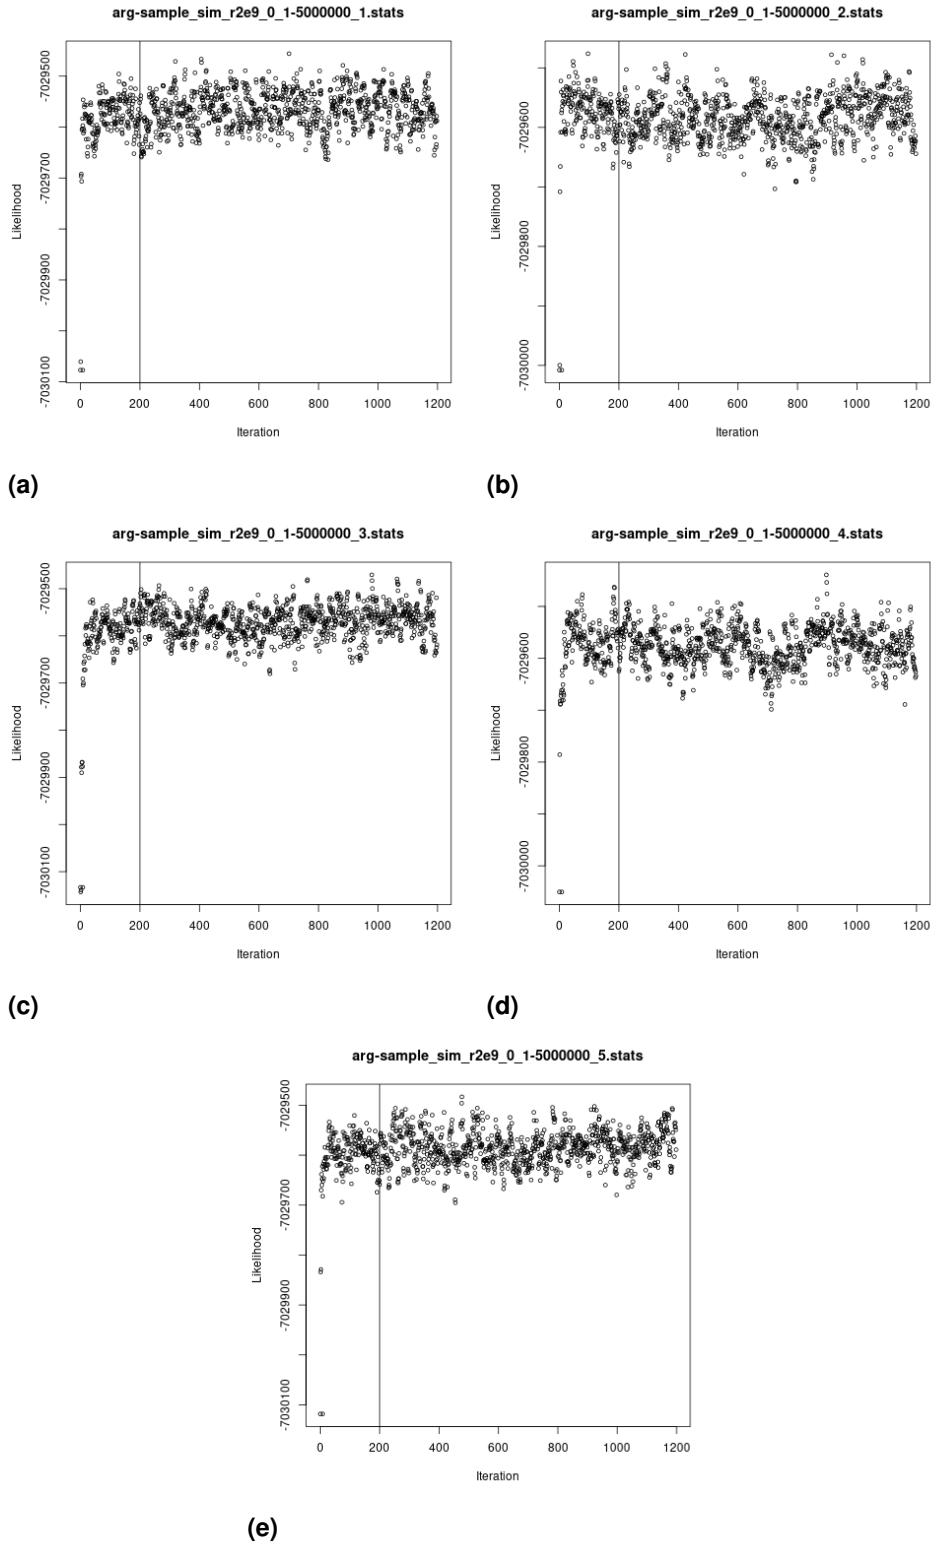 arg-sample_sim_r2e9_0_1-5000000_1.stats
Likelihood
-7030100 -7029900 -7029700 -7029500
0 200 400 600 800 1000 1200
Iteration
(a)
arg-sample_sim_r2e9_0_1-5000000_2.stats
Likelihood
-7030000 -7029800 -7029600
0 200 400 600 800 1000 1200
Iteration
(b)
arg-sample_sim_r2e9_0_1-5000000_3.stats
Likelihood
-7030100 -7029900 -7029700 -7029500
0 200 400 600 800 1000 1200
Iteration
(c)
arg-sample_sim_r2e9_0_1-5000000_4.stats
Likelihood
-7030000 -7029800 -7029600
0 200 400 600 800 1000 1200
Iteration
(d)
arg-sample_sim_r2e9_0_1-5000000_5.stats
Likelihood
-7030100 -7029900 -7029700 -7029500
0 200 400 600 800 1000 1200
Iteration
(e)